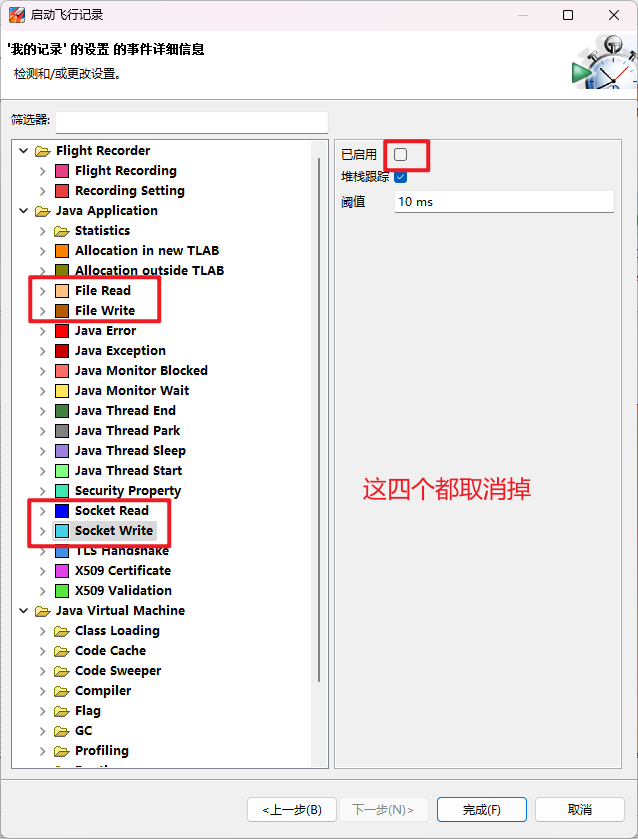 启动飞行记录
'我的记录' 的设置 的事件详细信息
检测和/或更改设置。
筛选器:
Flight Recorder
Flight Recording
Recording Setting
Java Application
Statistics
Allocation in new TLAB
Allocation outside TLAB
File Read
File Write
Java Error
Java Exception
Java Monitor Blocked
Java Monitor Wait
Java Thread End
Java Thread Park
Java Thread Sleep
Java Thread Start
Security Property
Socket Read
Socket Write
TLS Handshake
X509 Certificate
X509 Validation
Java Virtual Machine
Class Loading
Code Cache
Code Sweeper
Compiler
Flag
GC
Profiling
已启用
堆栈跟踪
阈值 10 ms
这四个都取消掉
<上一步(B) 下一步(N)> 完成(F) 取消